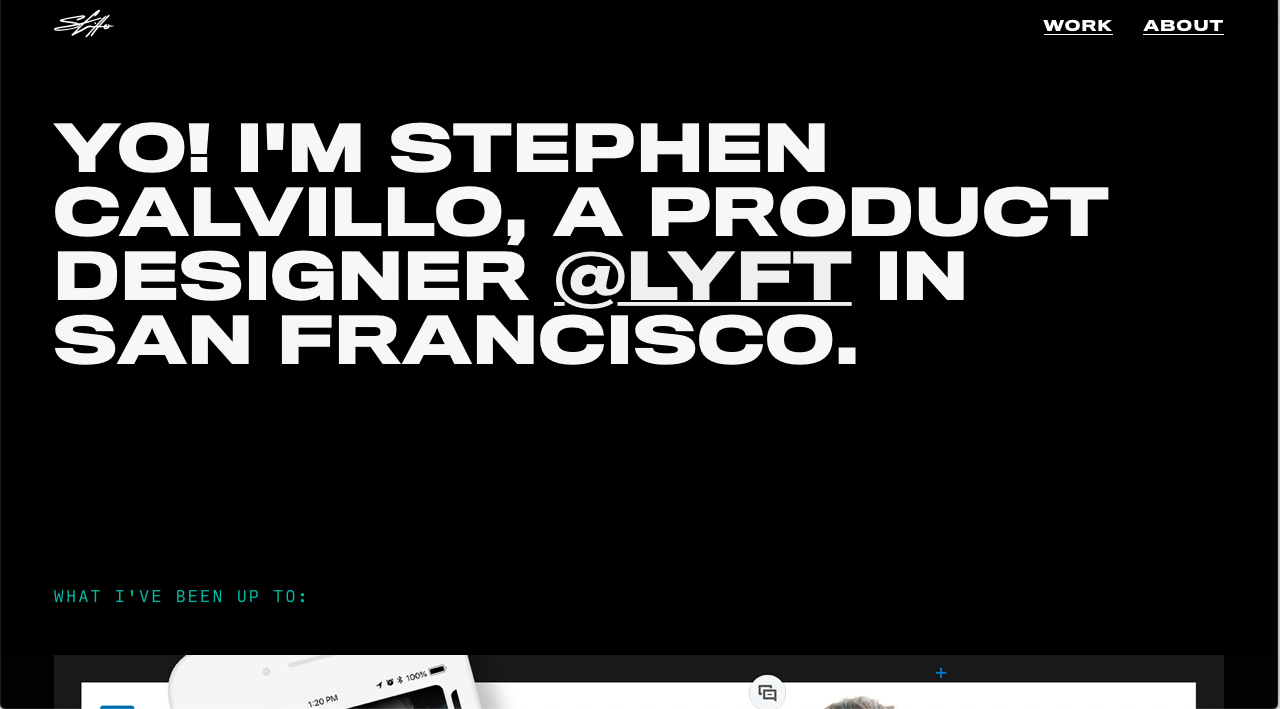 WORK ABOUT
YO! I'M STEPHEN
CALVILLO, A PRODUCT
DESIGNER @LYFT IN
SAN FRANCISCO.
WHAT I'VE BEEN UP TO:
1:20 PM 100%